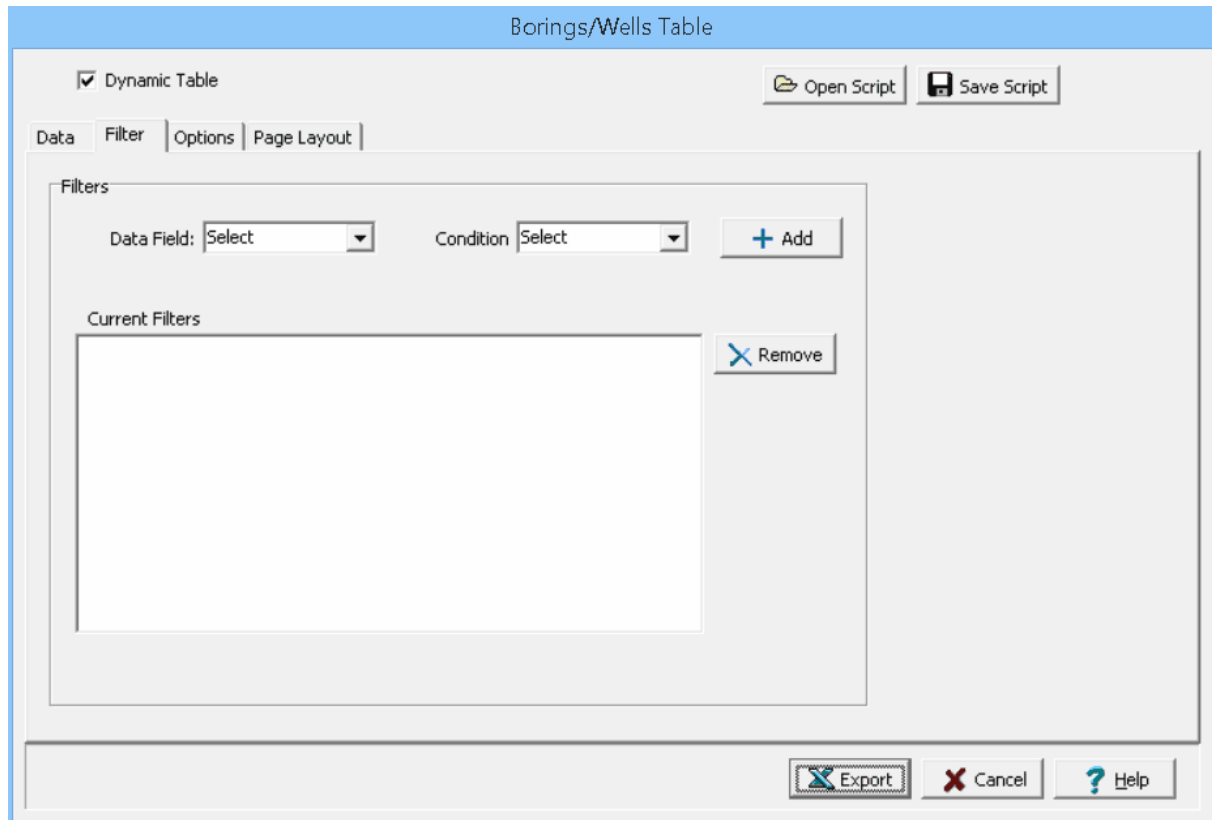 Borings/Wells Table
Dynamic Table
Open Script
Save Script
Data
Filter
Options
Page Layout
Filters
Data Field: Select
Condition Select
Add
Current Filters
Remove
Export
Cancel
Help